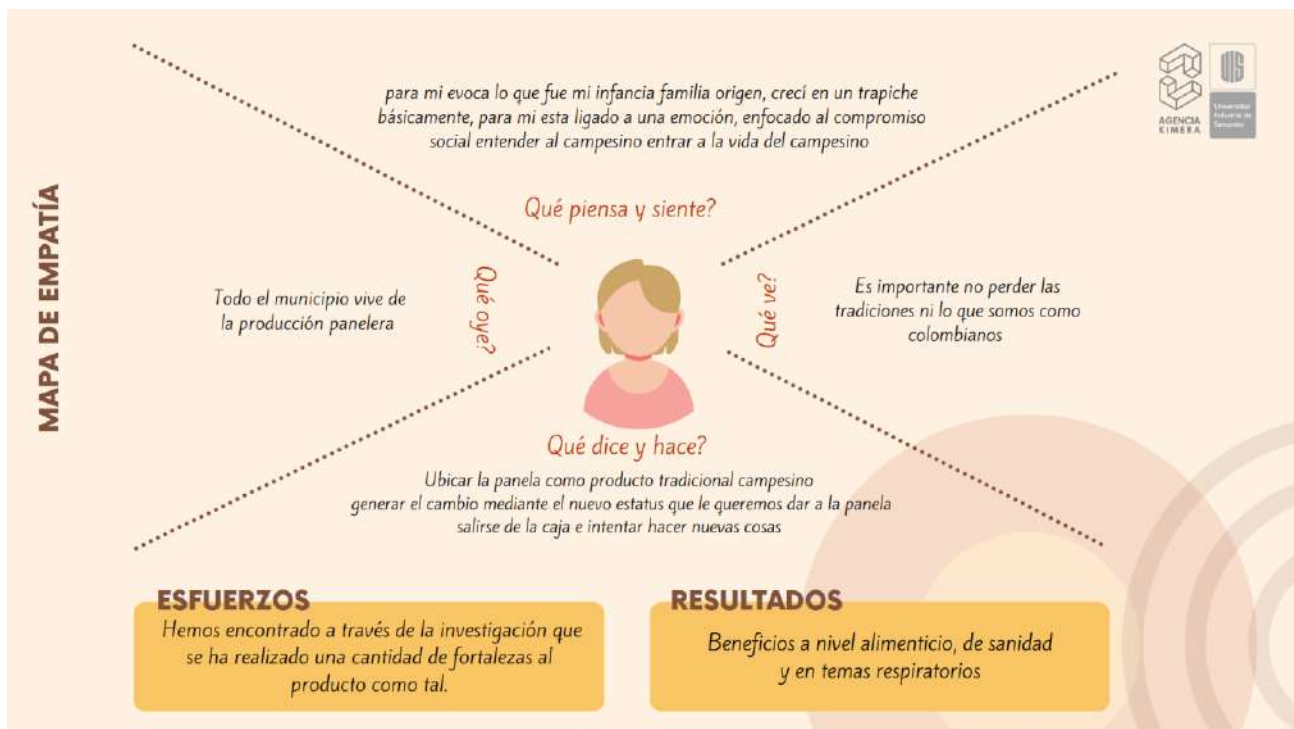 MAPA DE EMPATÍA
para mi evoca lo que fue mi infancia familia origen, crecí en un trapiche
básicamente, para mi esta ligado a una emoción, enfocado al compromiso
social entender al campesino entrar a la vida del campesino
AGENCIA
KIMERA
UIS
Universidad
Industrial de
Santander
Qué piensa y siente?
Todo el municipio vive de
la producción panelera
Qué oye?
Qué ve?
Es importante no perder las
tradiciones ni lo que somos como
colombianos
Qué dice y hace?
Ubicar la panela como producto tradicional campesino
generar el cambio mediante el nuevo estatus que le queremos dar a la panela
salirse de la caja e intentar hacer nuevas cosas
ESFUERZOS
Hemos encontrado a través de la investigación que
se ha realizado una cantidad de fortalezas al
producto como tal.
RESULTADOS
Beneficios a nivel alimenticio, de sanidad
y en temas respiratorios